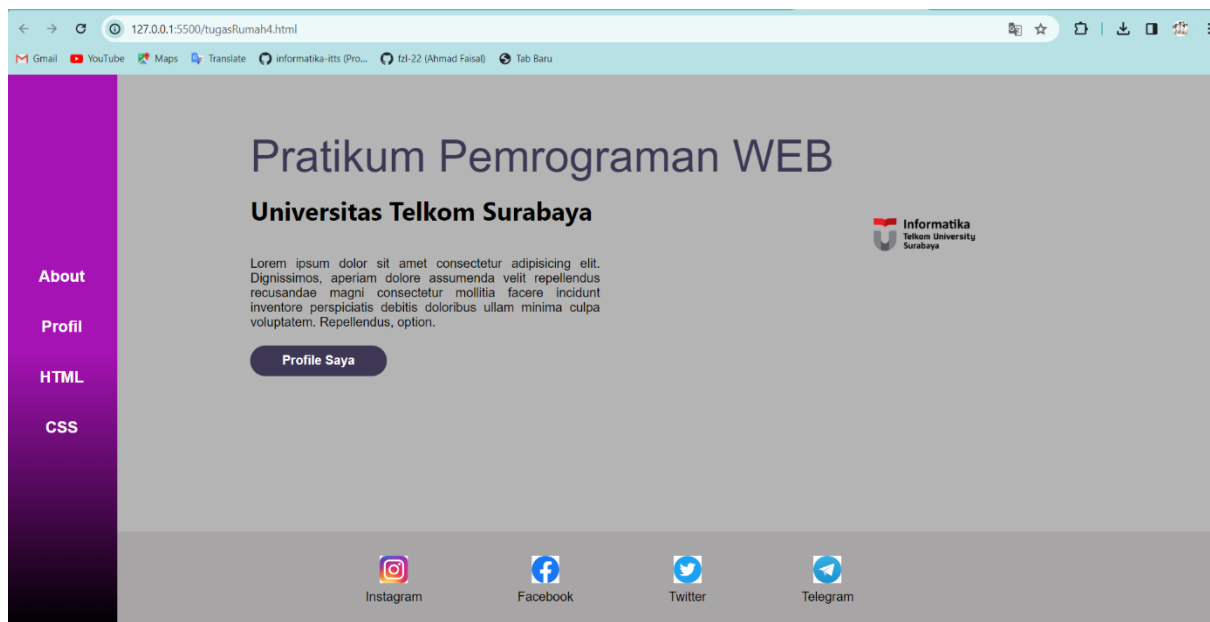 127.0.0.1:5500/tugasRumah4.html
Gmail YouTube Maps Translate informatika-itts (Pro... fzl-22 (Ahmad Faisal) Tab Baru
Pratikum Pemrograman WEB
Universitas Telkom Surabaya
Informatika
Telkom University
Surabaya
Lorem ipsum dolor sit amet consectetur adipisicing elit.
Dignissimos, aperiam dolore assumenda velit repellendus
recusandae magni consectetur mollitia facere incidunt
inventore perspiciatis debitis doloribus ullam minima culpa
voluptatem. Repellendus, option.
Profile Saya
About
Profil
HTML
CSS
Instagram Facebook Twitter Telegram